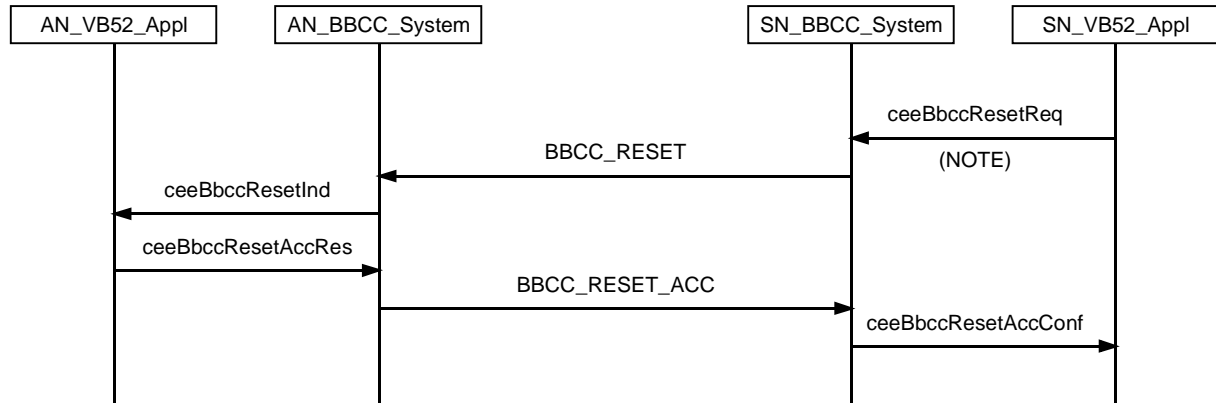 AN_VB52_Appl
AN_BBCC_System
SN_BBCC_System
SN_VB52_Appl
ceeBbccResetReq
(NOTE)
BBCC_RESET
ceeBbccResetInd
ceeBbccResetAccRes
BBCC_RESET_ACC
ceeBbccResetAccConf